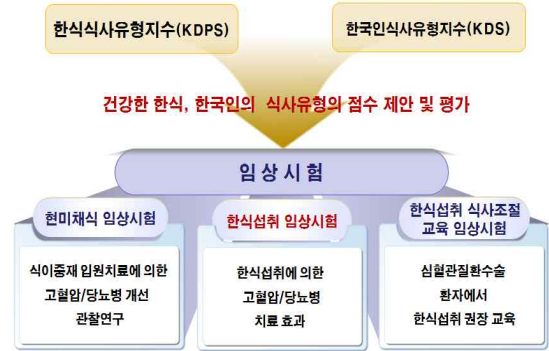 한식식사유형지수(KDPS)
한국인식사유형지수(KDS)
건강한 한식, 한국인의 식사유형의 점수 제안 및 평가
임상시험
현미채식 임상시험
식이중재 입원치료에 의한
고혈압/당뇨병 개선
관찰연구
한식섭취 임상시험
한식섭취에 의한
고혈압/당뇨병
치료 효과
한식섭취 식사조절
교육 임상시험
심혈관질환수술
환자에서
한식섭취 권장 교육